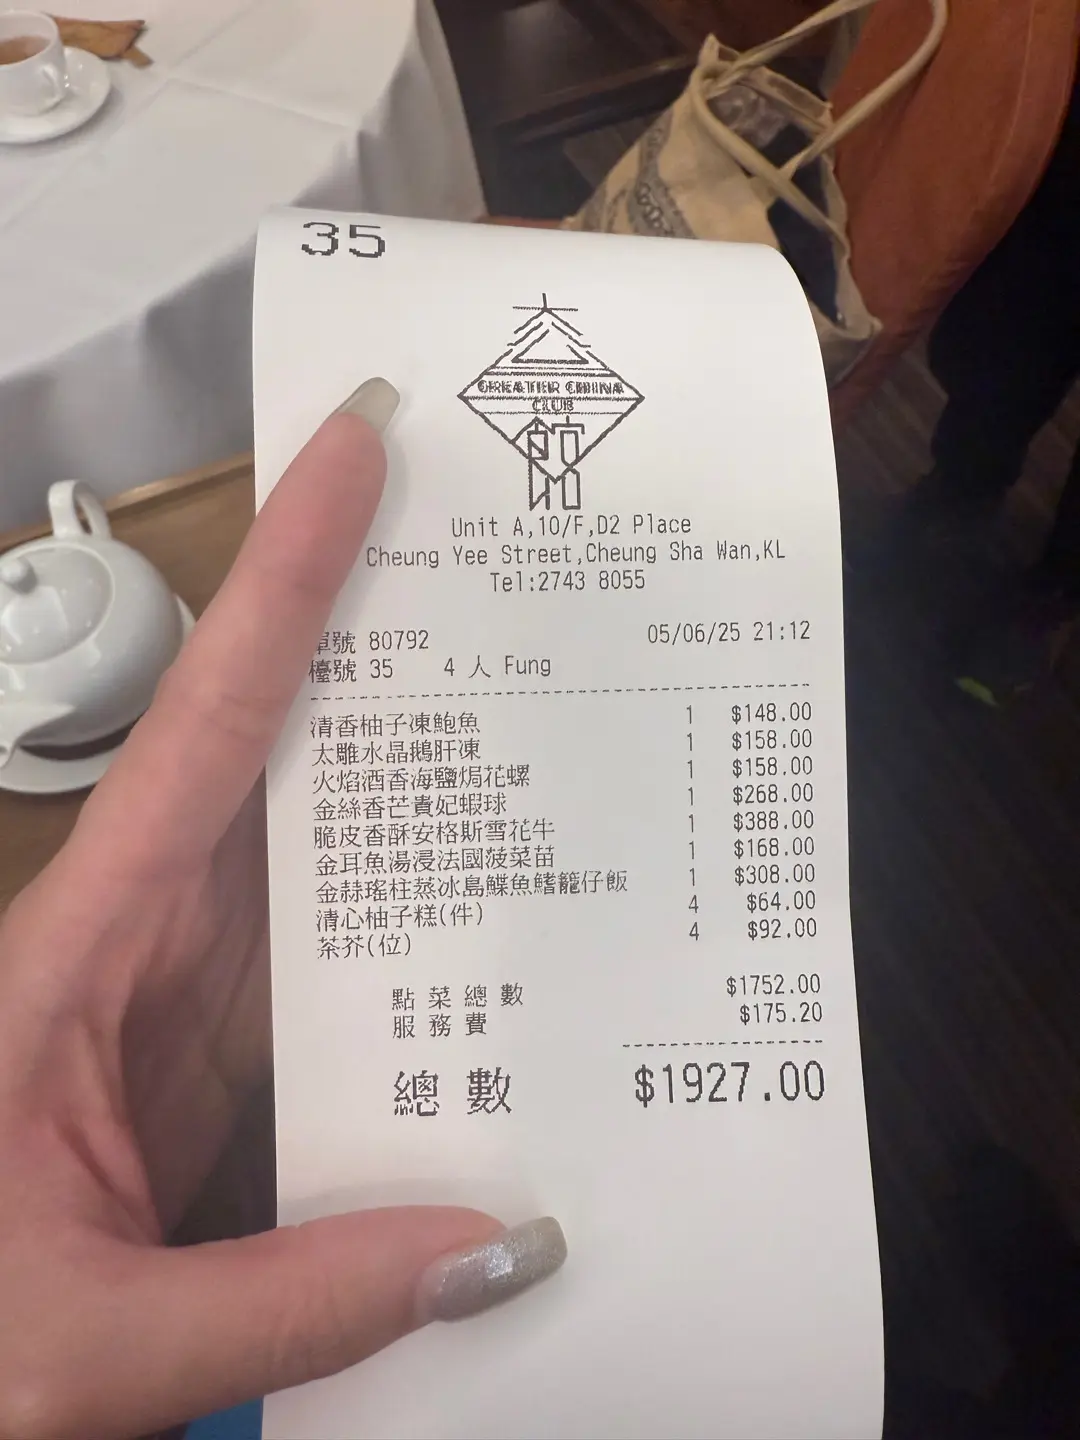 35
GREATER CHINA
CLUB
Unit A,10/F,D2 Place
Cheung Yee Street,Cheung Sha Wan,KL
Tel:2743 8055
單號 80792 05/06/25 21:12
檯號 35 4 人 Fung
清香柚子凍鮑魚 1 $148.00
太雕水晶鵝肝凍 1 $158.00
火焰酒香海鹽焗花螺 1 $158.00
金絲香芒貴妃蝦球 1 $268.00
脆皮香酥安格斯雪花牛 1 $388.00
金耳魚湯浸法國菠菜苗 1 $168.00
金赫瑤柱蒸冰島鰈魚鰭籠仔飯 1 $308.00
清心柚子糕(件) 4 $64.00
茶芥(位) 4 $92.00
點菜總數 $1752.00
服務費 $175.20
總數 $1927.00